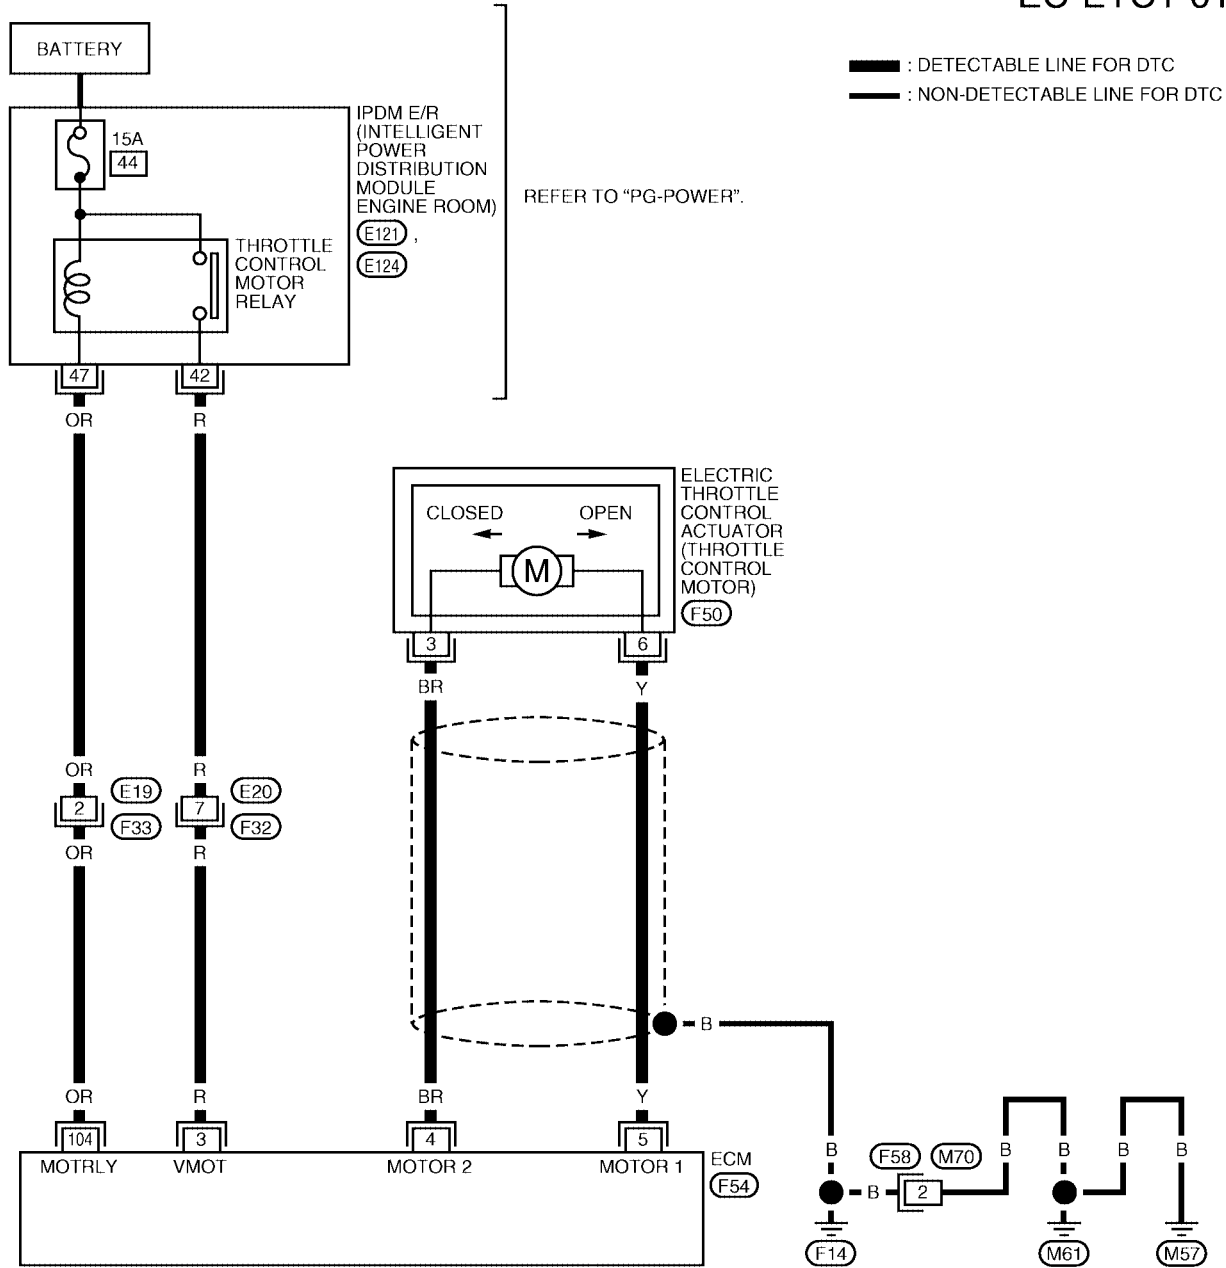 BATTERY
: DETECTABLE LINE FOR DTC
: NON-DETECTABLE LINE FOR DTC
15A
44
IPDM E/R
(INTELLIGENT
POWER
DISTRIBUTION
MODULE
ENGINE ROOM)
E121 ,
E124
REFER TO “PG-POWER”.
THROTTLE
CONTROL
MOTOR
RELAY
47 42
OR R
ELECTRIC
THROTTLE
CONTROL
ACTUATOR
(THROTTLE
CONTROL
MOTOR)
F50
CLOSED OPEN
M
3 6
BR Y
OR R
2 E19 7 E20
F33 F32
OR R
B
OR R BR Y
104 3 4 5
MOTRLY VMOT MOTOR 2 MOTOR 1
ECM
F54
B F58 M70 B B B B
B 2
F14 M61 M57